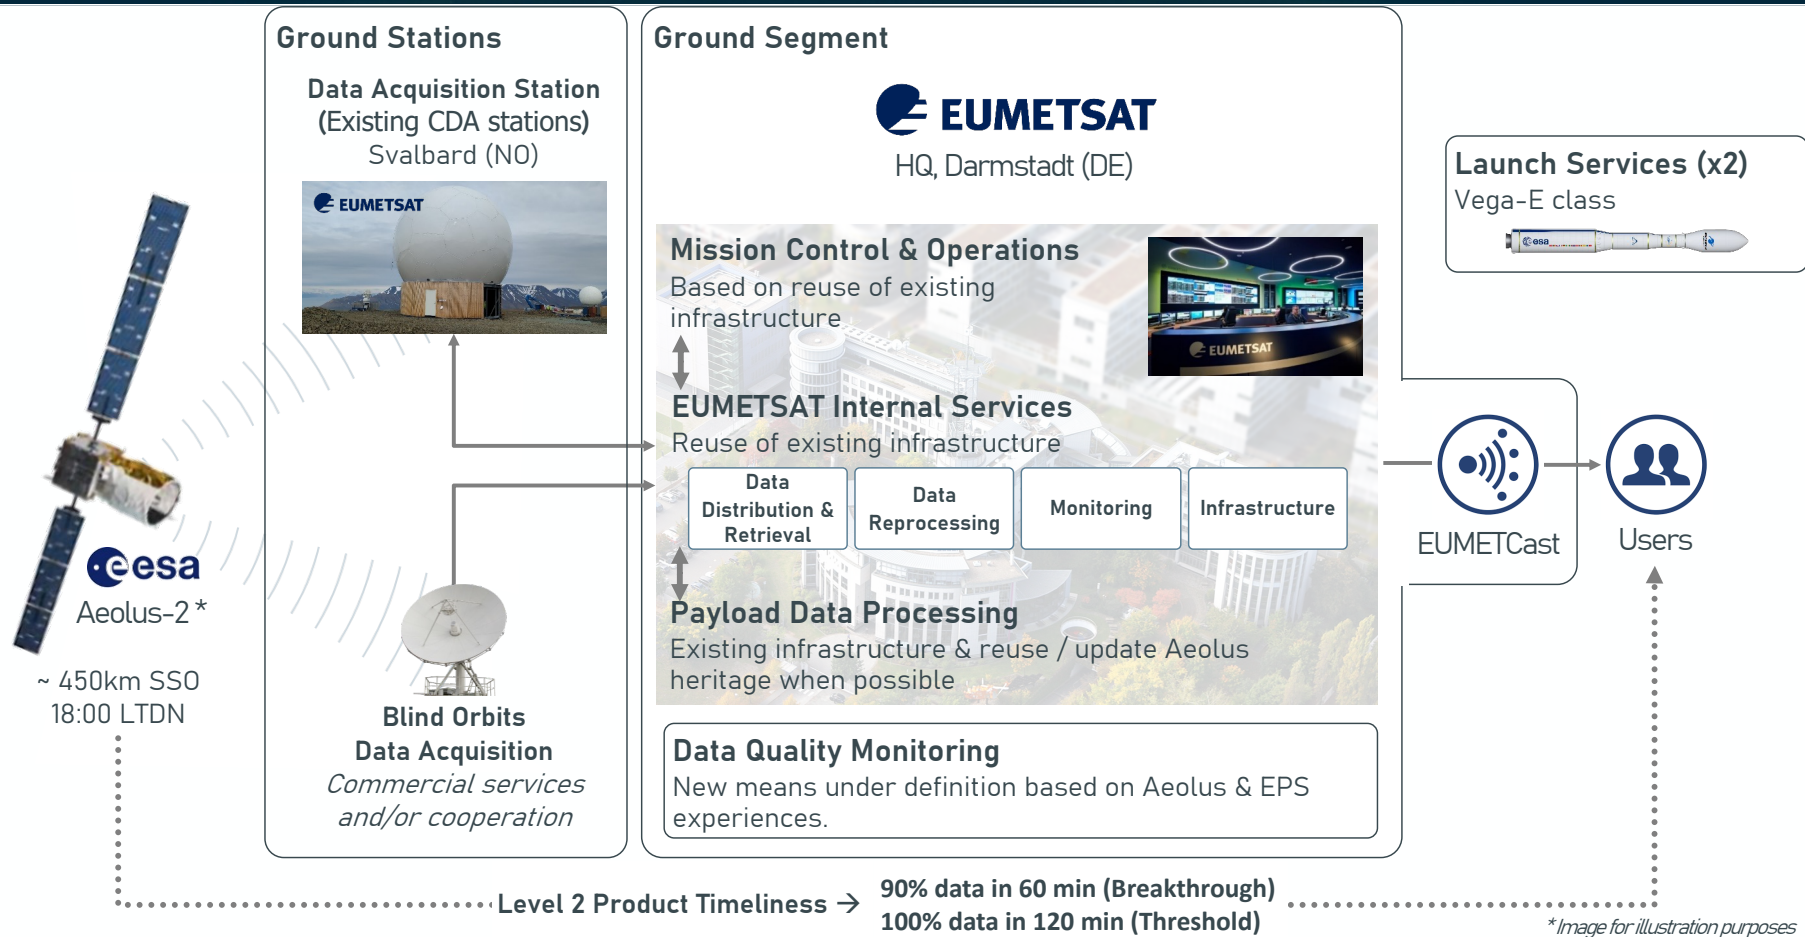 Ground Stations
Data Acquisition Station
(Existing CDA stations)
Svalbard (NO)
EUMETSAT
Blind Orbits
Data Acquisition
Commercial services
and/or cooperation
esa
Aeolus-2 *
~ 450km SSO
18:00 LTDN
Ground Segment
EUMETSAT
HQ, Darmstadt (DE)
Mission Control & Operations
Based on reuse of existing
infrastructure
EUMETSAT
EUMETSAT Internal Services
Reuse of existing infrastructure
Data
Distribution &
Retrieval
Data
Reprocessing
Monitoring
Infrastructure
Payload Data Processing
Existing infrastructure & reuse / update Aeolus
heritage when possible
Data Quality Monitoring
New means under definition based on Aeolus & EPS
experiences.
Launch Services (x2)
Vega-E class
esa
EUMETCast
Users
Level 2 Product Timeliness →
90% data in 60 min (Breakthrough)
100% data in 120 min (Threshold)
* Image for illustration purposes